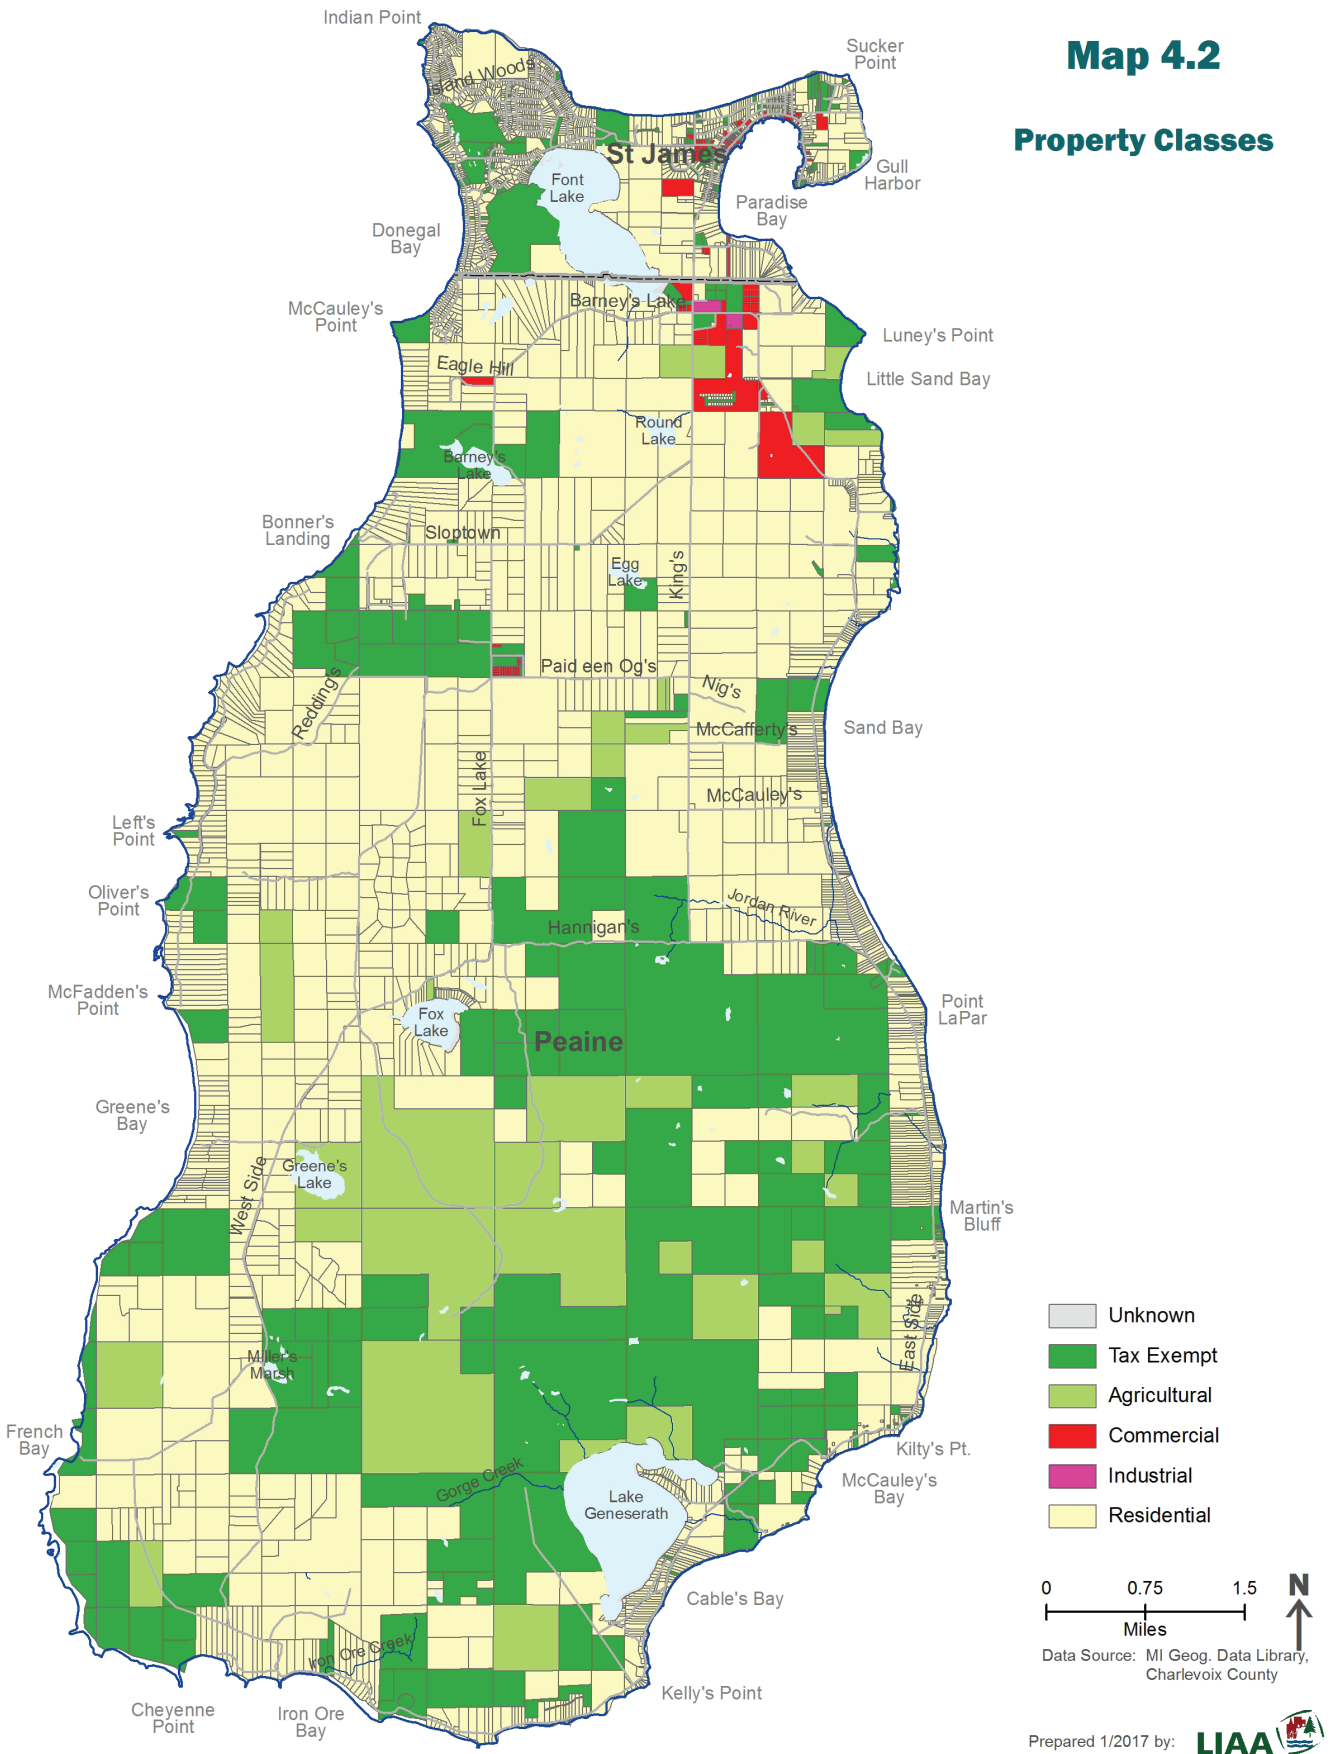 Indian Point
Map 4.2
Sucker
Point
Island Woods
Property Classes
St James
Font
Lake
Gull
Harbor
Paradise
Bay
Donegal
Bay
Barney's Lake
McCauley's
Point
Luney's Point
Eagle Hill
Little Sand Bay
Round
Lake
Barney's
Lake
Bonner's
Landing
Sloptown
Egg
Lake
King's
Paid een Og's
Redding's
Nig's
McCafferty's
Sand Bay
Fox Lake
McCauley's
Left's
Point
Oliver's
Point
Jordan River
Hannigan's
McFadden's
Point
Point
LaPar
Fox
Lake
Peaine
Greene's
Bay
Greene's
Lake
West Side
Martin's
Bluff
East Side
Miller's
Marsh
French
Bay
Kilty's Pt.
McCauley's
Bay
Gorge Creek
Lake
Geneserath
Cable's Bay
Iron Ore Creek
Kelly's Point
Cheyenne
Point
Iron Ore
Bay
Unknown
Tax Exempt
Agricultural
Commercial
Industrial
Residential
0 0.75 1.5
Miles
N
Data Source: MI Geog. Data Library,
Charlevoix County
Prepared 1/2017 by:
LIAA